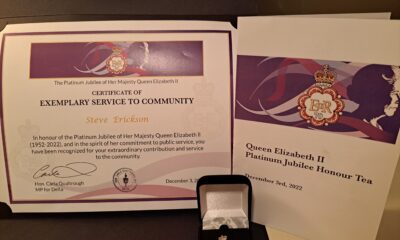 The Platinum Jubilee of Her Majesty Queen Elizabeth II
CERTIFICATE OF
EXEMPLARY SERVICE TO COMMUNITY
Steve Erickson
In honour of the Platinum Jubilee of Her Majesty Queen Elizabeth II
(1952-2022), and in the spirit of her commitment to public service, you
have been recognized for your extraordinary contribution and service
to the community.
Hon. Carla Qualtrough
MP for Delta
December 3,
Queen Elizabeth II
Platinum Jubilee Honour Tea
December 3rd, 2022